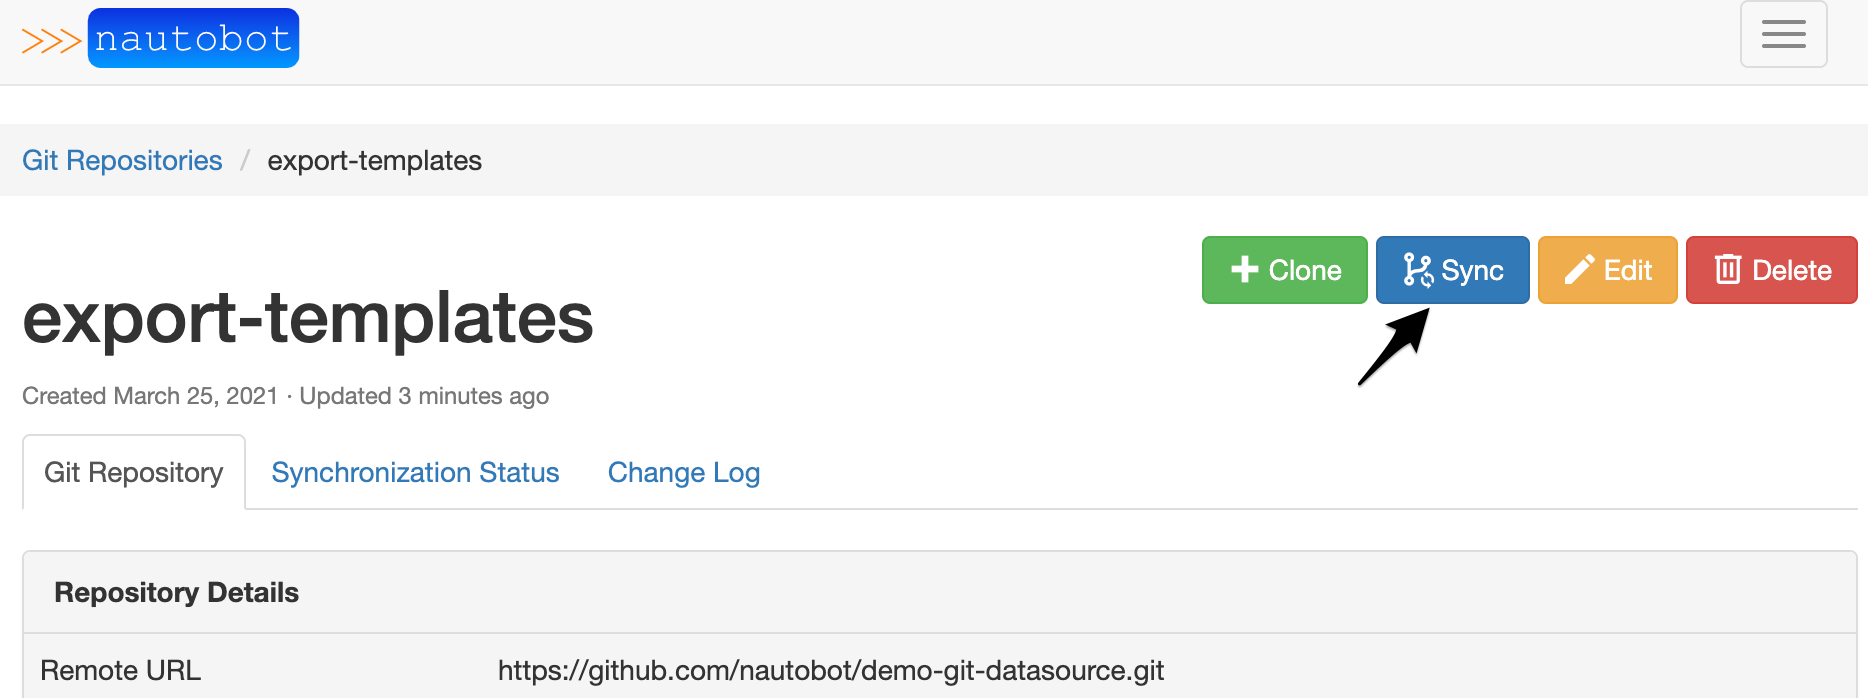 >>> nautobot
Git Repositories / export-templates
Clone Sync Edit Delete
export-templates
Created March 25, 2021 · Updated 3 minutes ago
Git Repository Synchronization Status Change Log
Repository Details
Remote URL https://github.com/nautobot/demo-git-datasource.git